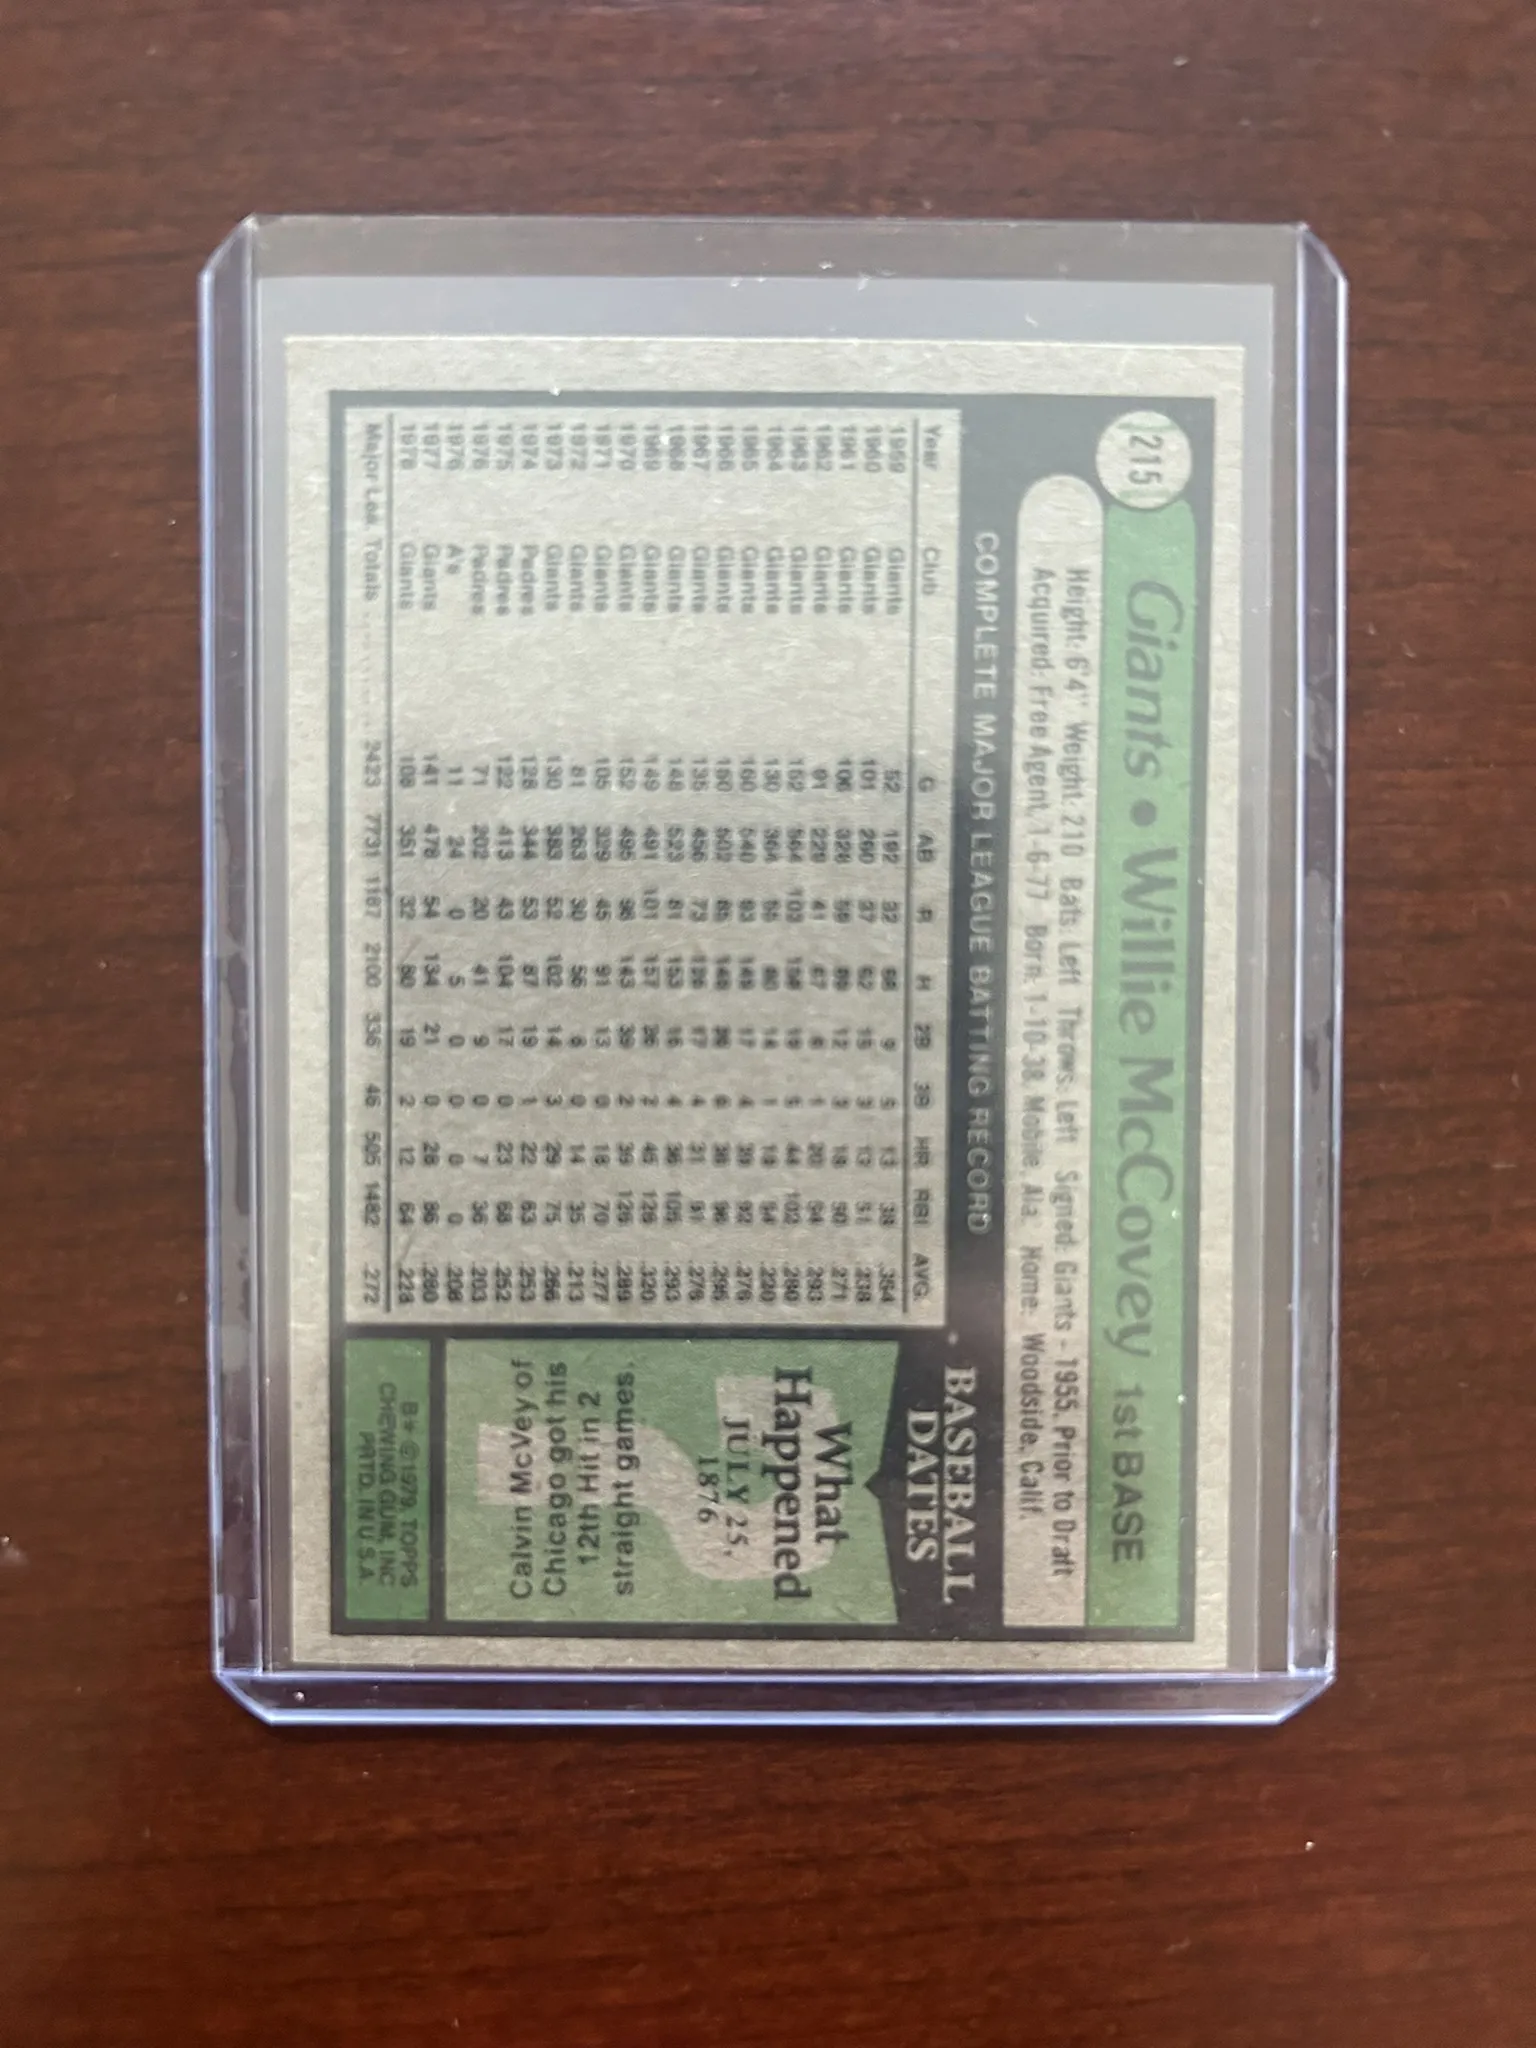 215
Giants • Willie McCovey 1st BASE
Height: 6'4" Weight: 210 Bats: Left Throws: Left Signed: Giants - 1955, Prior to Draft
Acquired: Free Agent, 1-6-77 Born: 1-10-38, Mobile, Ala. Home: Woodside, Calif.
COMPLETE MAJOR LEAGUE BATTING RECORD
Year Club G AB R H 2B 3B HR RBI AVG.
1959 Giants 52 192 32 68 9 5 13 38 .354
1960 Giants 101 260 37 62 15 3 13 51 .238
1961 Giants 106 328 59 89 12 3 18 50 .271
1962 Giants 91 229 41 67 6 1 20 54 .293
1963 Giants 152 564 103 158 19 5 44 102 .280
1964 Giants 130 364 55 80 14 1 18 54 .220
1965 Giants 160 540 93 149 17 4 39 92 .276
1966 Giants 150 502 85 148 26 6 36 96 .295
1967 Giants 135 456 73 126 17 4 31 91 .276
1968 Giants 148 523 81 153 16 4 36 105 .293
1969 Giants 149 491 101 157 26 2 45 126 .320
1970 Giants 152 495 98 143 39 2 39 126 .289
1971 Giants 105 329 45 91 13 0 18 70 .277
1972 Giants 81 263 30 56 8 0 14 35 .213
1973 Giants 130 383 52 102 14 3 29 75 .266
1974 Padres 128 344 53 87 19 1 22 63 .253
1975 Padres 122 413 43 104 17 0 23 68 .252
1976 Padres 71 202 20 41 9 0 7 36 .203
1976 A's 11 24 0 5 0 0 0 0 .208
1977 Giants 141 478 54 134 21 0 28 86 .280
1978 Giants 108 351 32 80 19 2 12 64 .228
Major Lea. Totals 2423 7731 1187 2100 336 46 505 1482 .272
BASEBALL
DATES
What
Happened
JULY 25,
1876
Calvin McVey of
Chicago got his
12th Hit in 2
straight games.
B* © 1979 TOPPS
CHEWING GUM, INC
PRTD. IN U.S.A.